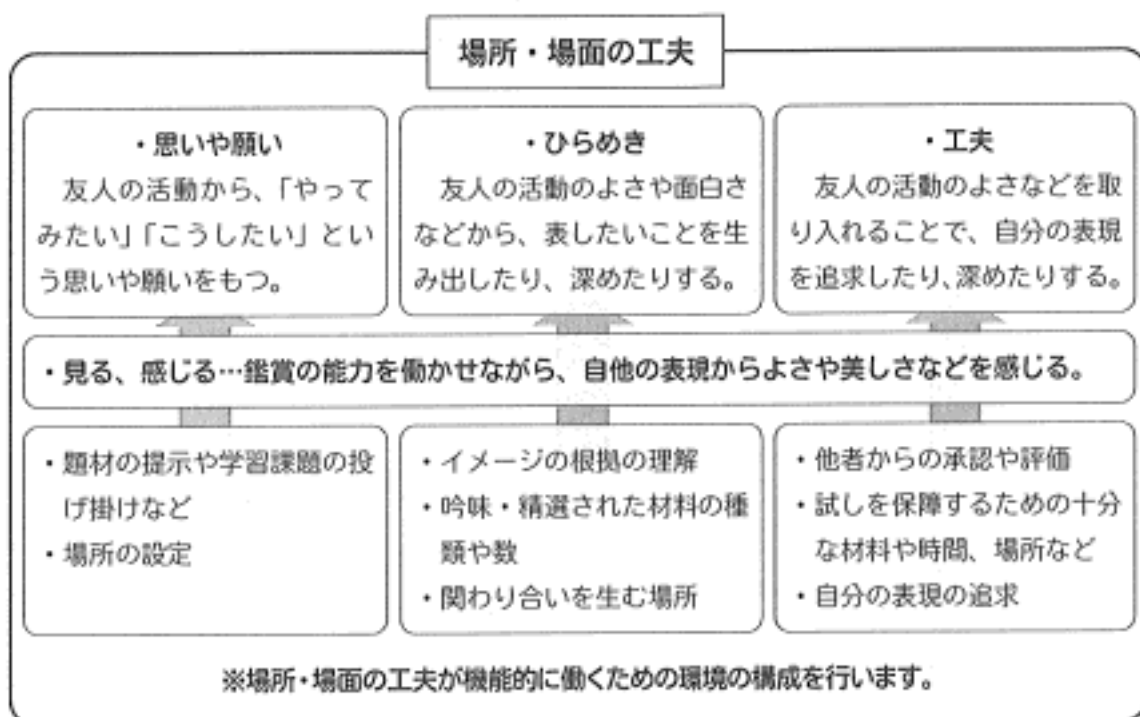 場所・場面の工夫
・思いや願い
友人の活動から、「やって
みたい」「こうしたい」とい
う思いや願いをもつ。
・ひらめき
友人の活動のよさや面白さ
などから、表したいことを生
み出したり、深めたりする。
・工夫
友人の活動のよさなどを取
り入れることで、自分の表現
を追求したり、深めたりする。
・見る、感じる…鑑賞の能力を働かせながら、自他の表現からよさや美しさなどを感じる。
・題材の提示や学習課題の投
げ掛けなど
・場所の設定
・イメージの根拠の理解
・吟味・精選された材料の種
類や数
・関わり合いを生む場所
・他者からの承認や評価
・試しを保障するための十分
な材料や時間、場所など
・自分の表現の追求
※場所・場面の工夫が機能的に働くための環境の構成を行います。